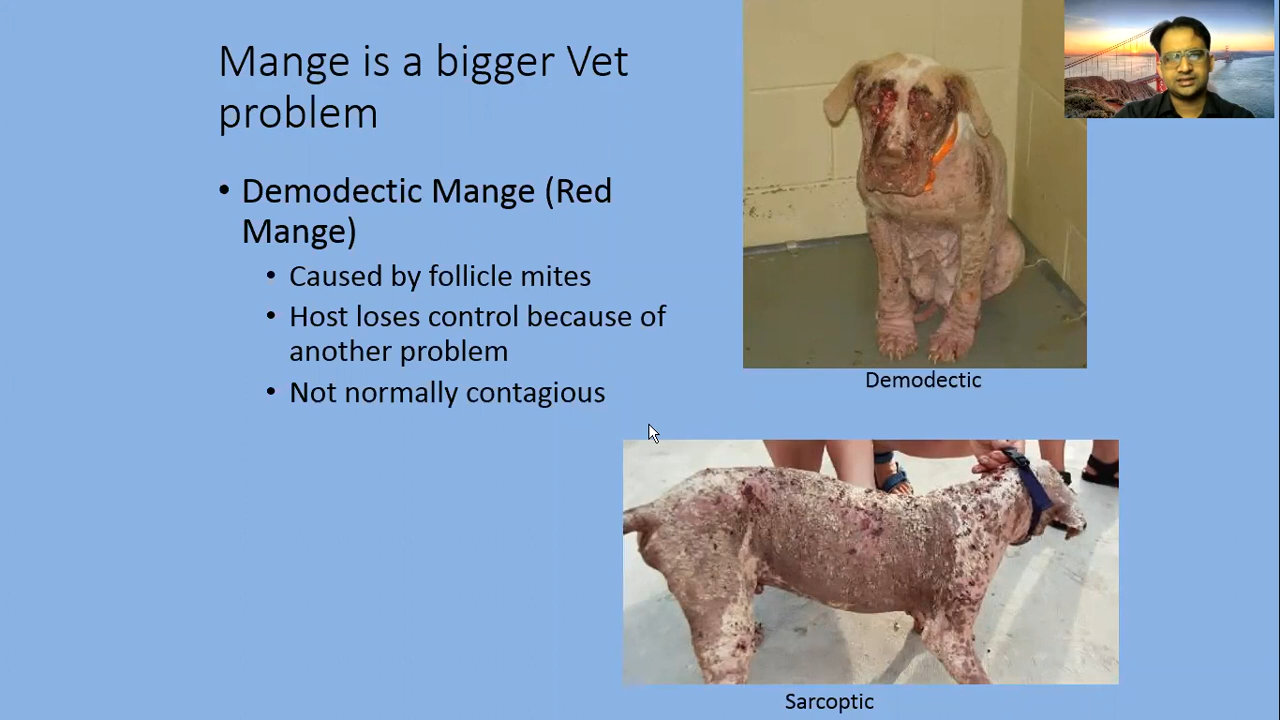 Mange is a bigger Vet
problem
• Demodectic Mange (Red
Mange)
• Caused by follicle mites
• Host loses control because of
another problem
• Not normally contagious
Demodectic
Sarcoptic